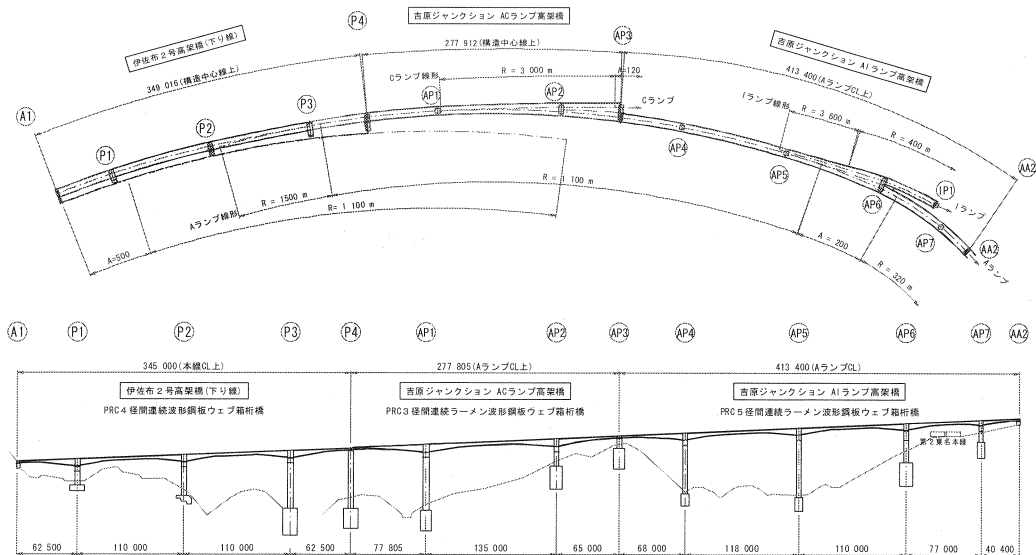 吉原ジャンクション ACランプ高架橋
伊佐布2号高架橋(下り線)
吉原ジャンクション AIランプ高架橋
349 016(構造中心線上)
277 912(構造中心線上)
413 400(AランプCL上)
A1
P1
P2
P3
P4
AP1
AP2
AP3
AP4
AP5
AP6
AP7
IP1
AA2
AA2
Cランプ線形
R = 3 000 m
A=120
Cランプ
Iランプ線形
R = 3 600 m
R = 400 m
Iランプ
Aランプ
A=500
Aランプ線形
R = 1500 m
R= 1 100 m
R = 1 100 m
A = 200
R = 320 m
A1
P1
P2
P3
P4
AP1
AP2
AP3
AP4
AP5
AP6
AP7
AA2
345 000(本線CL上)
277 805(AランプCL上)
413 400(AランプCL)
伊佐布2号高架橋(下り線)
吉原ジャンクション ACランプ高架橋
吉原ジャンクション AIランプ高架橋
PRC4径間連続波形鋼板ウェブ箱桁橋
PRC3径間連続ラーメン波形鋼板ウェブ箱桁橋
PRC5径間連続ラーメン波形鋼板ウェブ箱桁橋
第2東名本線
62 500
110 000
110 000
62 500
77 805
135 000
65 000
68 000
118 000
110 000
77 000
40 400